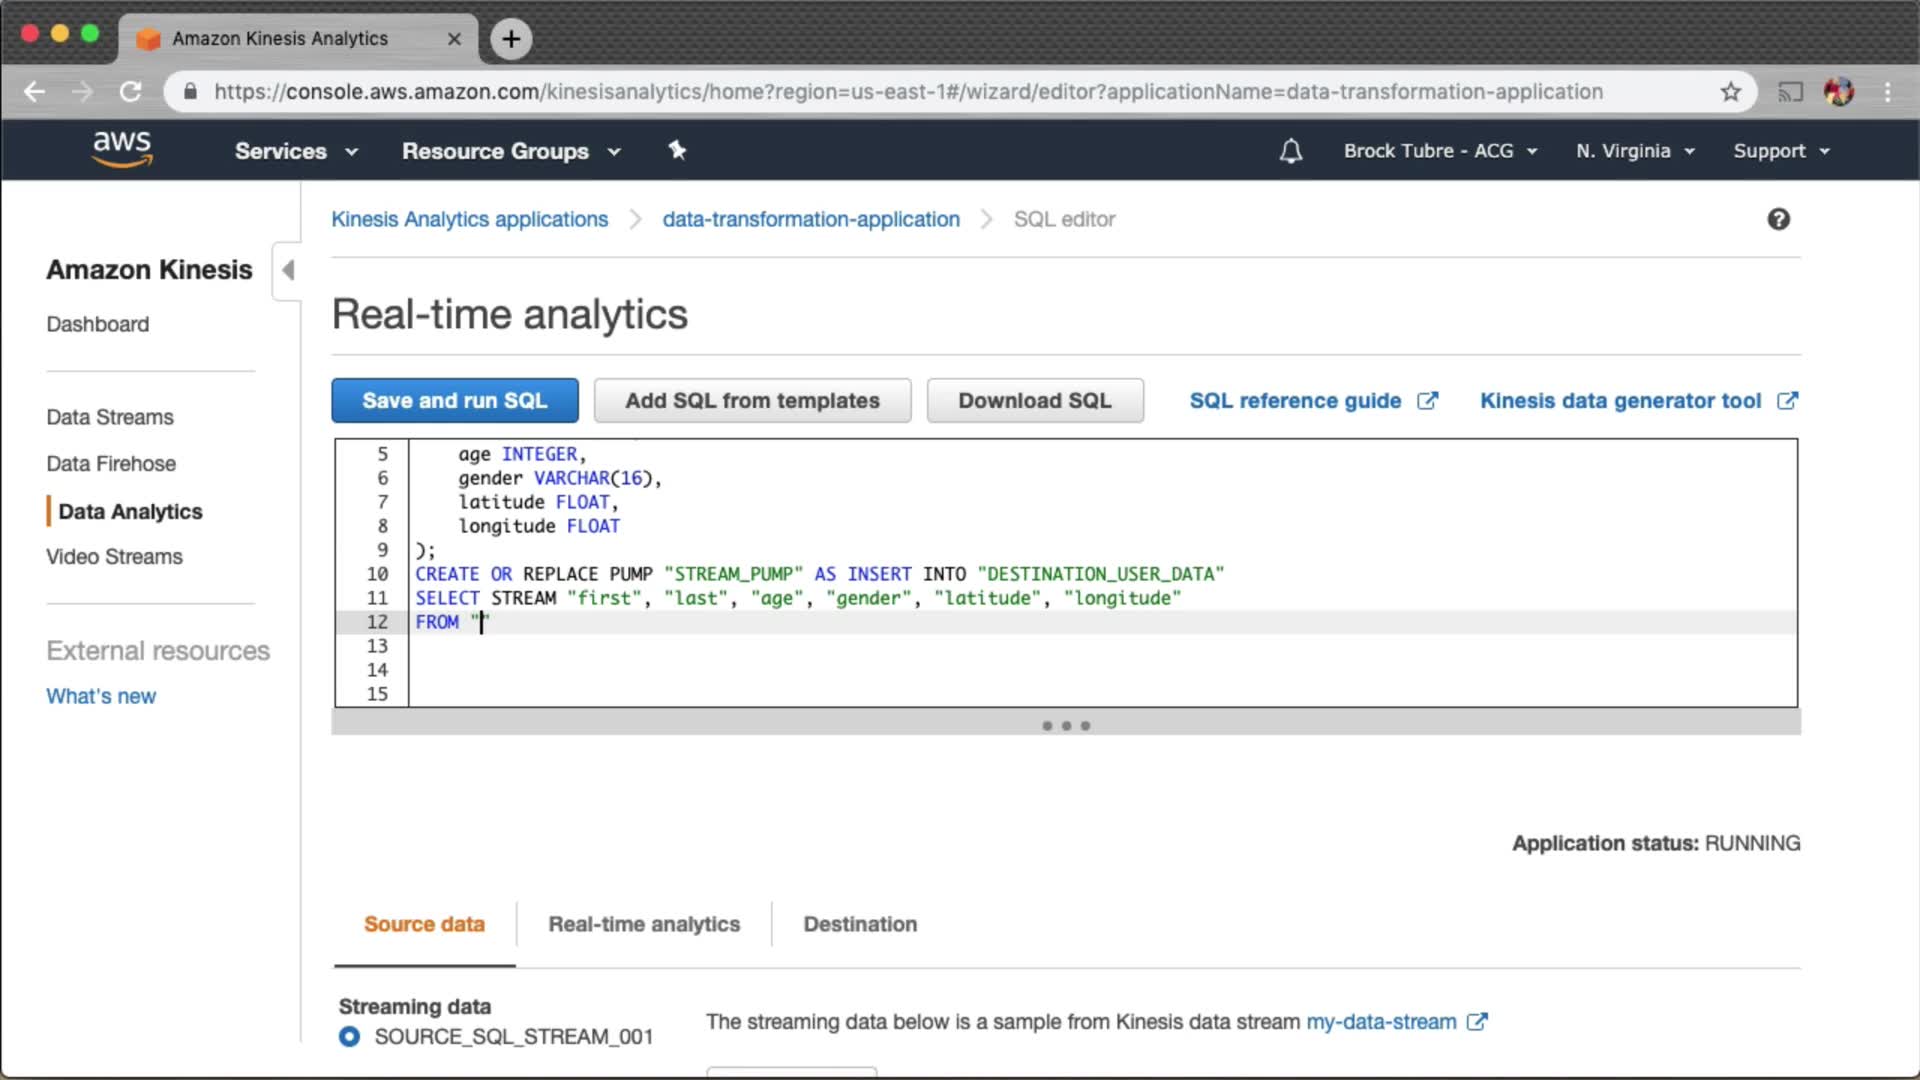 Amazon Kinesis Analytics
https://console.aws.amazon.com/kinesisanalytics/home?region=us-east-1#/wizard/editor?applicationName=data-transformation-application
aws
Services
Resource Groups
Brock Tubre - ACG
N. Virginia
Support
Kinesis Analytics applications
data-transformation-application
SQL editor
Amazon Kinesis
Dashboard
Data Streams
Data Firehose
Data Analytics
Video Streams
External resources
What's new
Real-time analytics
Save and run SQL
Add SQL from templates
Download SQL
SQL reference guide
Kinesis data generator tool
5 age INTEGER,
6 gender VARCHAR(16),
7 latitude FLOAT,
8 longitude FLOAT
9 );
10 CREATE OR REPLACE PUMP "STREAM_PUMP" AS INSERT INTO "DESTINATION_USER_DATA"
11 SELECT STREAM "first", "last", "age", "gender", "latitude", "longitude"
12 FROM ""
13
14
15
Application status: RUNNING
Source data
Real-time analytics
Destination
Streaming data
SOURCE_SQL_STREAM_001
The streaming data below is a sample from Kinesis data stream my-data-stream